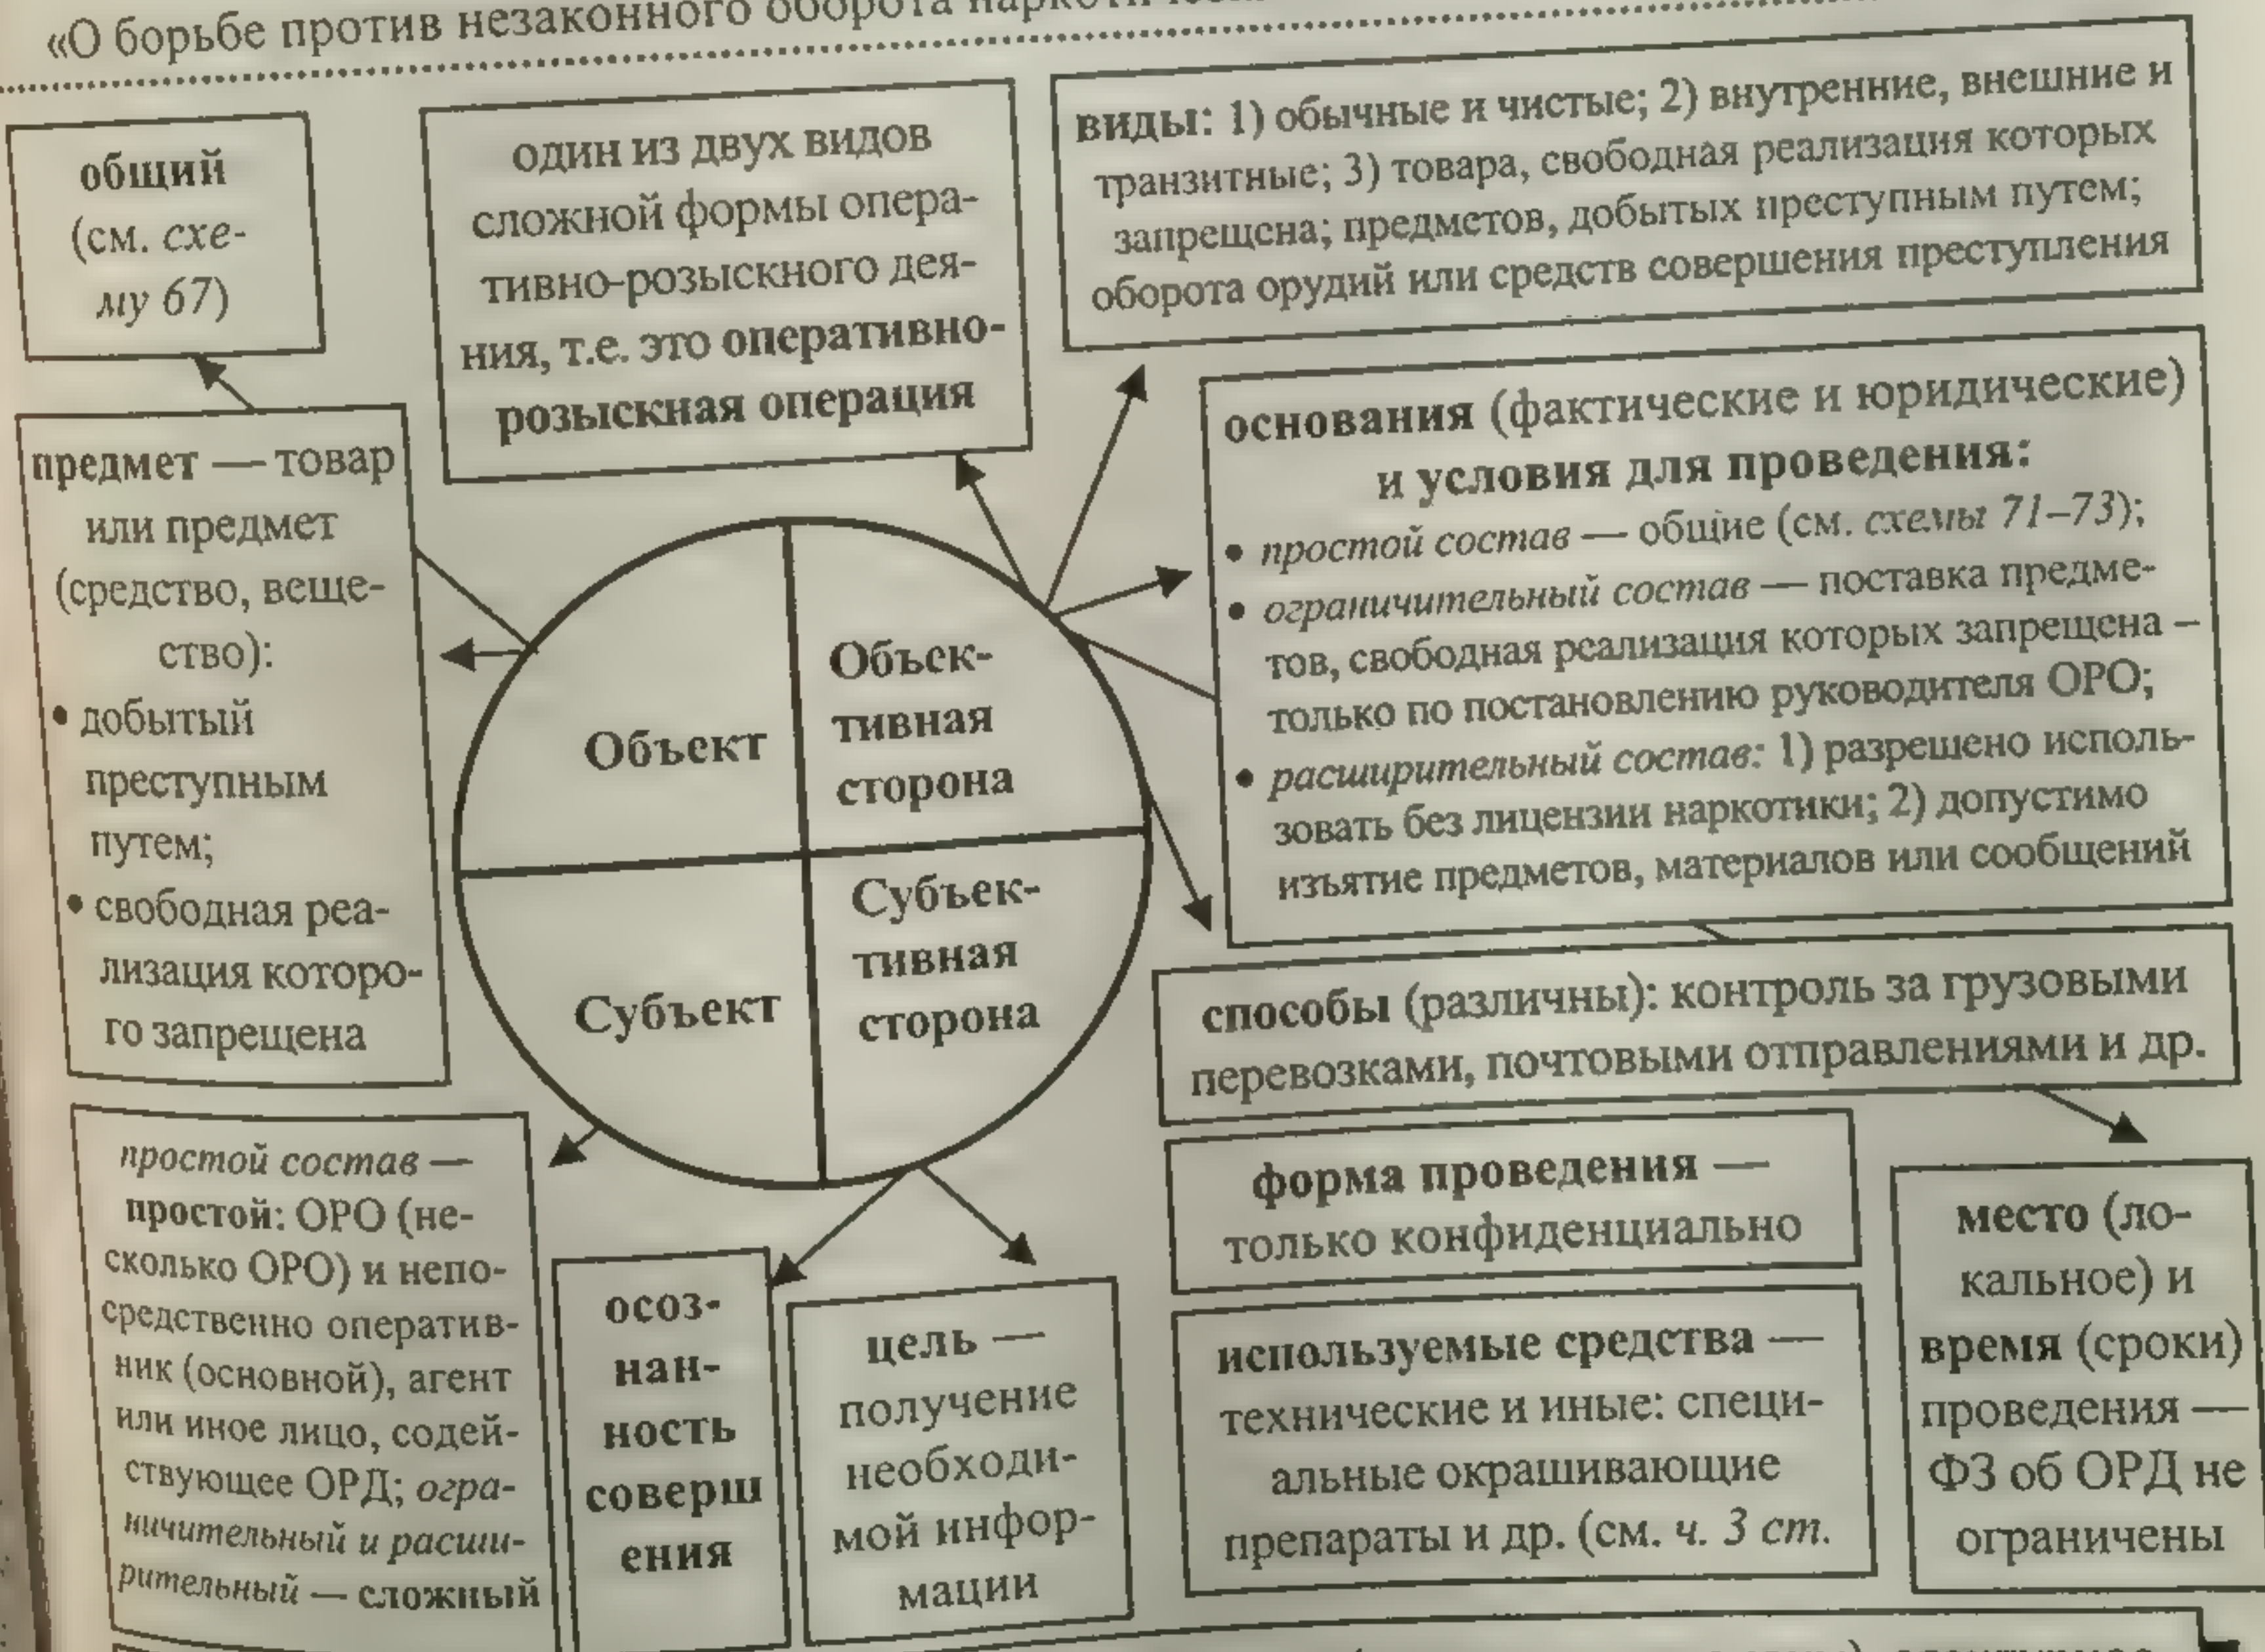 «О борьбе против незаконного оборота
общий
(см. схе-
му 67)
один из двух видов
сложной формы опера-
тивно-розыскного дея-
ния, т.е. это оперативно-
розыскная операция
виды: 1) обычные и чистые; 2) внутренние, внешние и
транзитные; 3) товара, свободная реализация которых
запрещена; предметов, добытых преступным путем;
оборота орудий или средств совершения преступления
предмет — товар
или предмет
(средство, веще-
ство):
• добытый
преступным
путем;
• свободная реа-
лизация которо-
го запрещена
основания (фактические и юридические)
и условия для проведения:
• простой состав — общие (см. схемы 71–73);
• ограничительный состав — поставка предме-
тов, свободная реализация которых запрещена –
только по постановлению руководителя ОРО;
• расширительный состав: 1) разрешено исполь-
зовать без лицензии наркотики; 2) допустимо
изъятие предметов, материалов или сообщений
Объект
Объек-
тивная
сторона
Субъект
Субъек-
тивная
сторона
способы (различны): контроль за грузовыми
перевозками, почтовыми отправлениями и др.
простой состав —
простой: ОРО (не-
сколько ОРО) и непо-
средственно оператив-
ник (основной), агент
или иное лицо, содей-
ствующее ОРД; огра-
ничительный и расши-
рительный — сложный
осоз-
нан-
ность
соверш
ения
цель —
получение
необходи-
мой инфор-
мации
форма проведения —
только конфиденциально
используемые средства —
технические и иные: специ-
альные окрашивающие
препараты и др. (см. ч. 3 ст.
место (ло-
кальное) и
время (сроки)
проведения —
ФЗ об ОРД не
ограничены